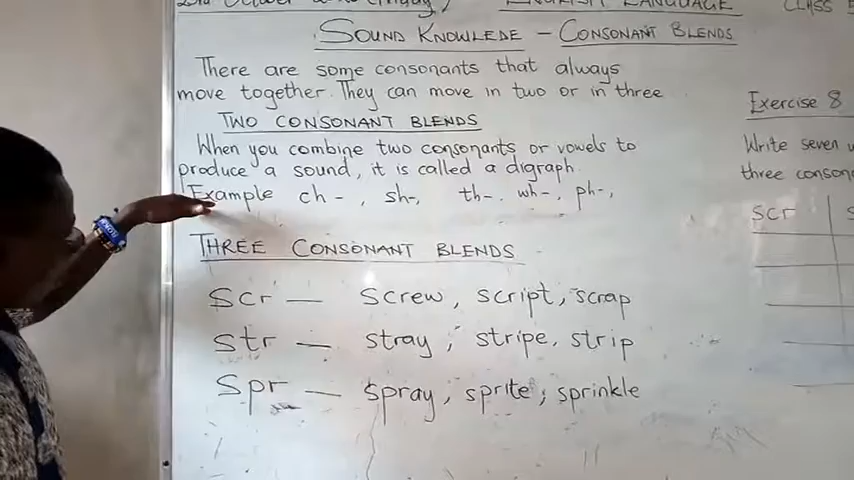 ENGLISH LANGUAGE
CLASS
SOUND KNOWLEDE - CONSONANT BLENDS
There are some consonants that always
move together. They can move in two or in three
TWO CONSONANT BLENDS
When you combine two consonants or vowels to
produce a sound, it is called a digraph.
Example ch-, sh-, th-. wh-, ph-,
THREE CONSONANT BLENDS
Scr — screw, script, scrap
Str — stray, stripe, strip
Spr — spray, sprite, sprinkle
Exercise 8
Write seven
three conson
scr